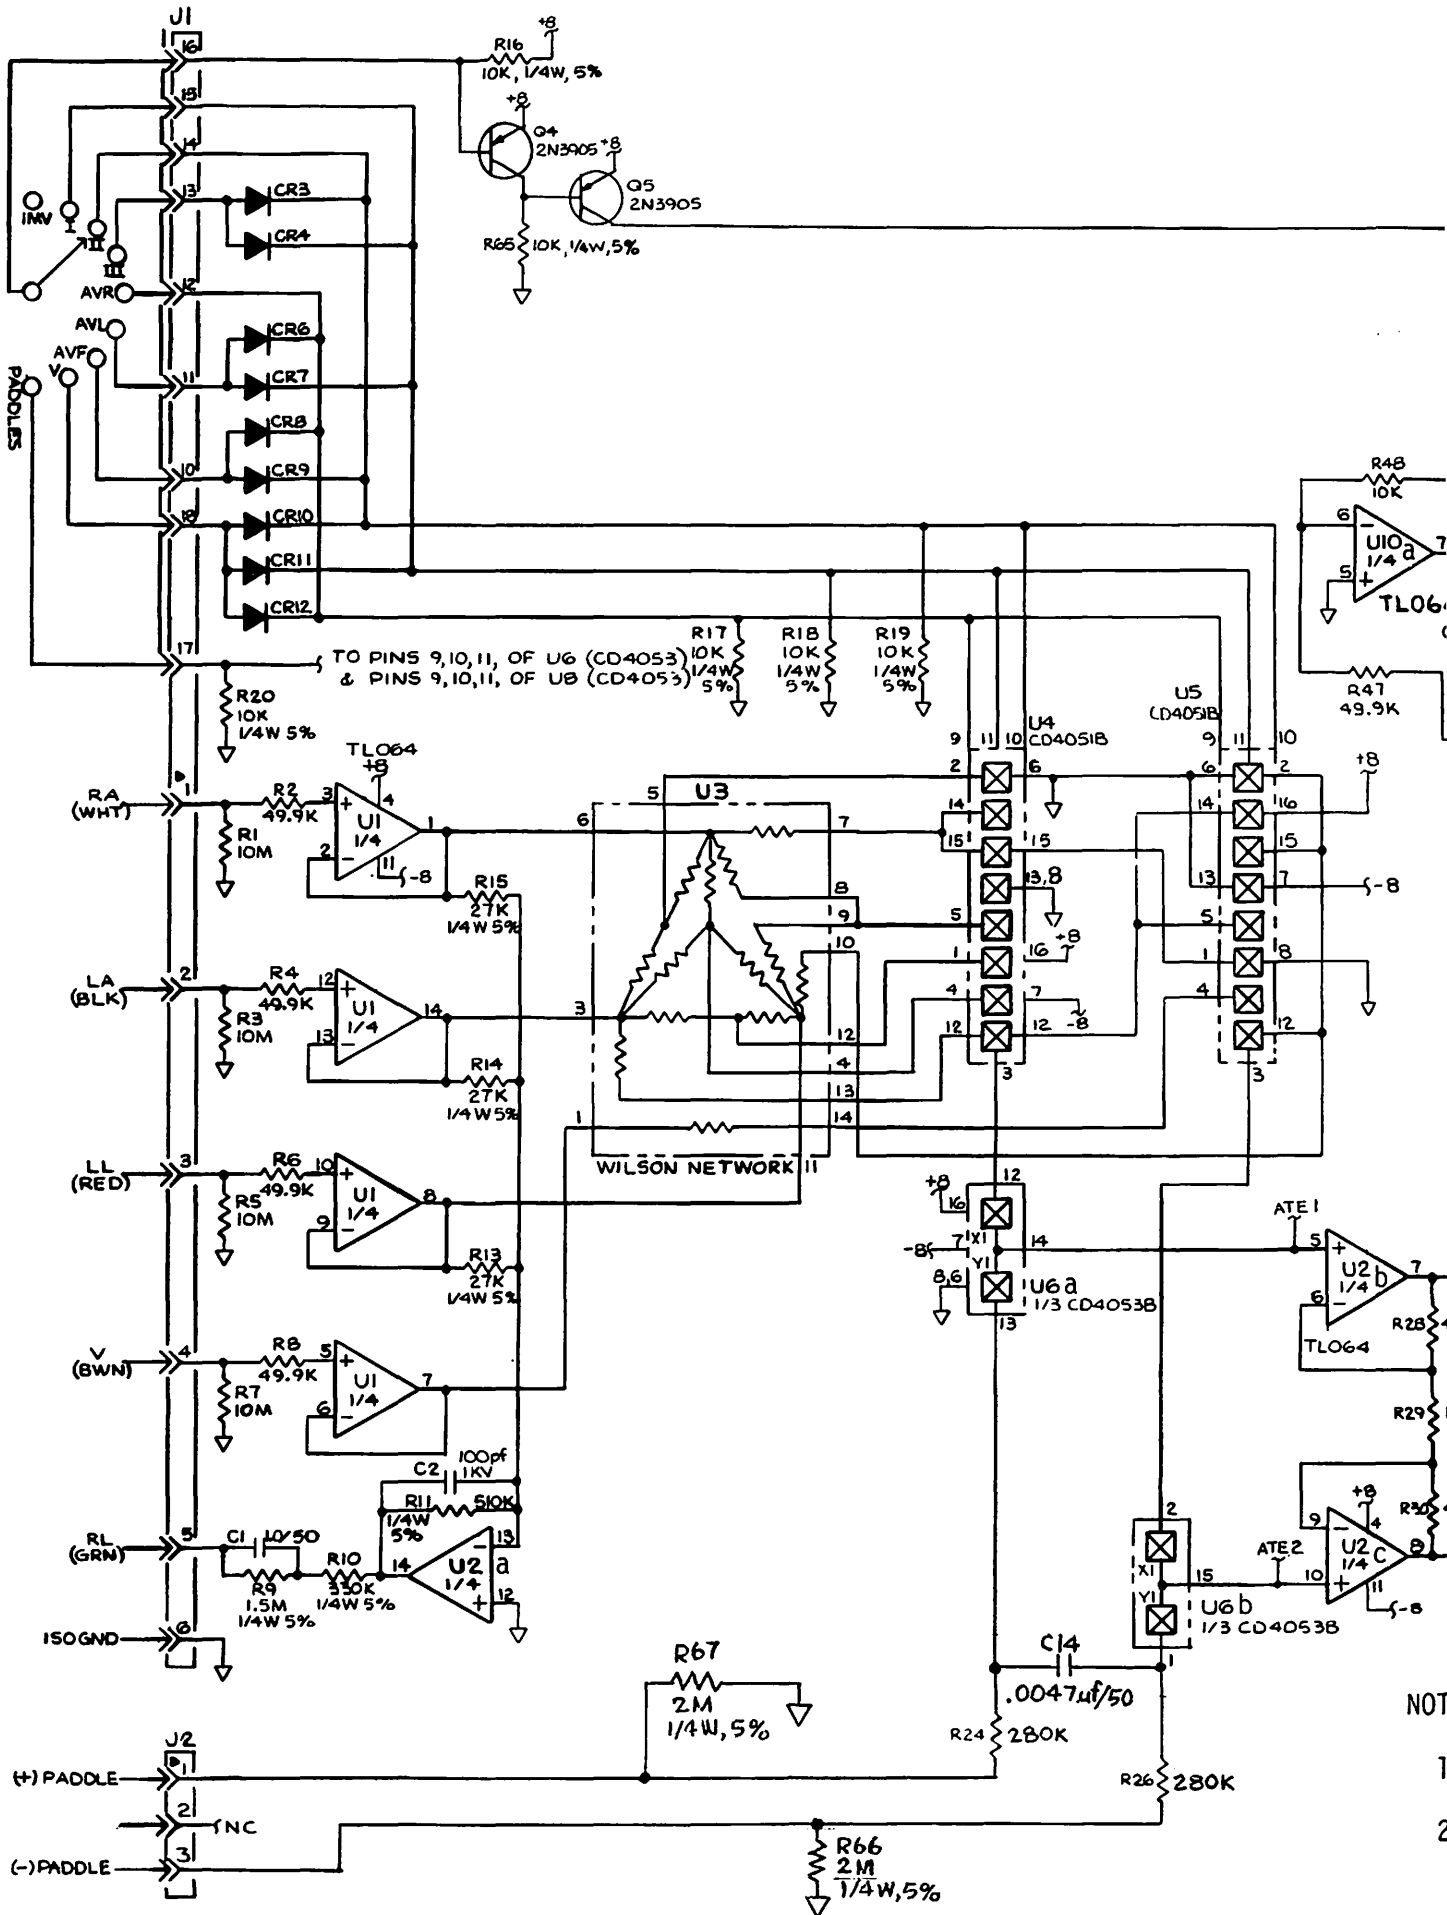 J1
16
R16
10K, 1/4W, 5%
+8
15
14
+8
Q4
2N3905
+8
Q5
2N3905
R65
10K, 1/4W, 5%
13
CR3
CR4
1MV
I
II
III
12
AVR
AVL
AVF
V
PADDLES
CR6
11
CR7
CR8
10
CR9
18
CR10
CR11
CR12
17
TO PINS 9,10,11, OF U6 (CD4053)
& PINS 9,10,11, OF U8 (CD4053)
R20
10K
1/4W 5%
R17
10K
1/4W
5%
R18
10K
1/4W
5%
R19
10K
1/4W
5%
R48
10K
6
-
U10 a
1/4
7
5
+
TL06
R47
49.9K
U4
CD4051B
9 11 10
U5
CD4051B
9 11 10
2
6
14
15
15
13,8
5
1
16
+8
4
7
-8
12
12
3
6
2
14
16
+8
15
13
7
-8
5
1
8
4
12
3
RA
(WHT)
1
R2
49.9K
R1
10M
TL064
+8
4
3
+
U1
1/4
1
2
-
11
-8
R15
27K
1/4W 5%
LA
(BLK)
2
R4
49.9K
R3
10M
12
+
U1
1/4
14
13
-
R14
27K
1/4W 5%
LL
(RED)
3
R6
49.9K
R5
10M
10
+
U1
1/4
8
9
-
R13
27K
1/4W 5%
V
(BWN)
4
R8
49.9K
R7
10M
5
+
U1
1/4
7
6
-
U3
5
6
7
8
9
10
3
12
4
13
1
14
WILSON NETWORK II
C2
100pf
1KV
R11
510K
1/4W
5%
RL
(GRN)
5
C1
10/50
R9
1.5M
1/4W 5%
R10
330K
1/4W 5%
14
U2 a
1/4
13
-
12
+
ISO GND
6
+8
16
12
X1
-8
7
14
Y1
8,6
U6a
1/3 CD4053B
13
ATE 1
5
+
U2 b
1/4
7
6
-
TL064
R28
R29
R30
+8
4
9
-
U2 c
1/4
8
10
+
11
-8
ATE2
2
X1
15
Y1
U6b
1/3 CD4053B
1
C14
.0047uf/50
R67
2M
1/4W, 5%
R24
280K
R26
280K
J2
(+) PADDLE
1
2
NC
(-) PADDLE
3
R66
2M
1/4W, 5%
NOT
1
2